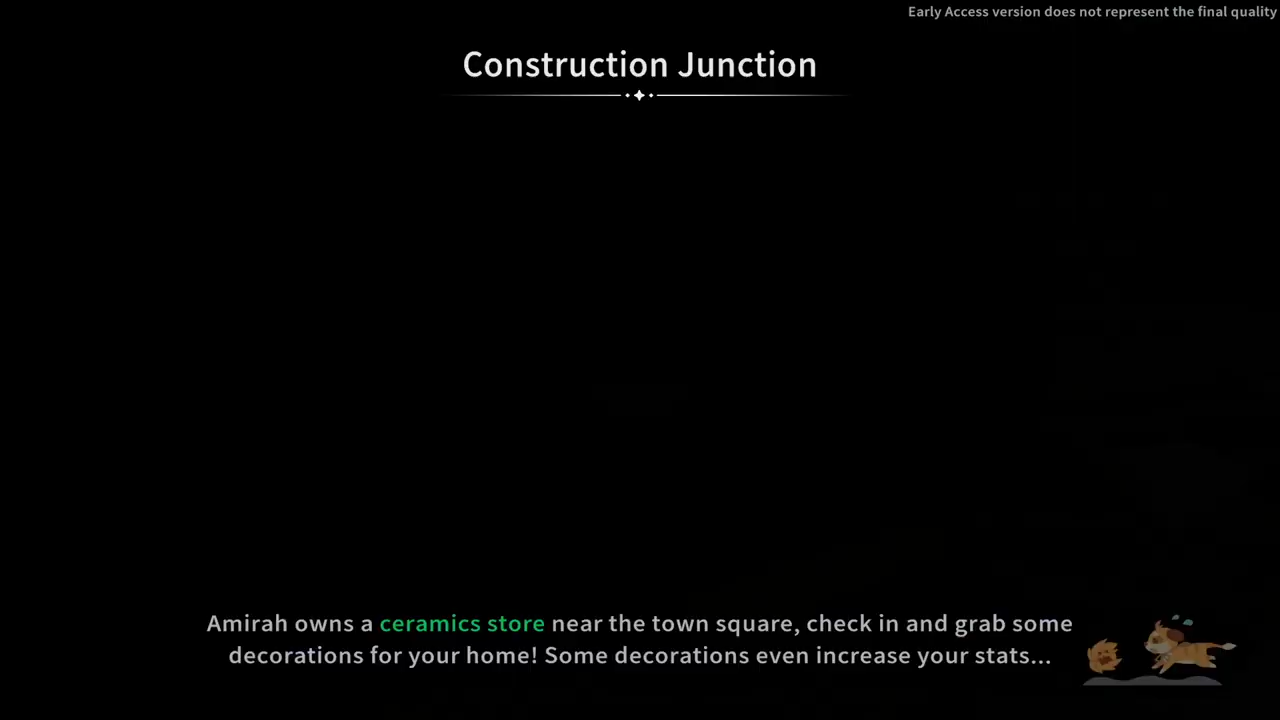 Early Access version does not represent the final quality
Construction Junction
Amirah owns a ceramics store near the town square, check in and grab some
decorations for your home! Some decorations even increase your stats...